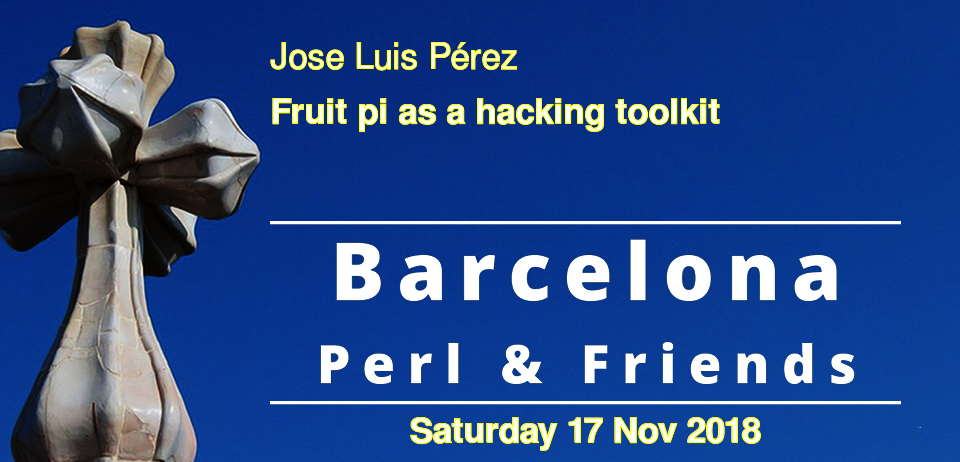 Jose Luis Pérez
Fruit pi as a hacking toolkit
Barcelona
Perl & Friends
Saturday 17 Nov 2018